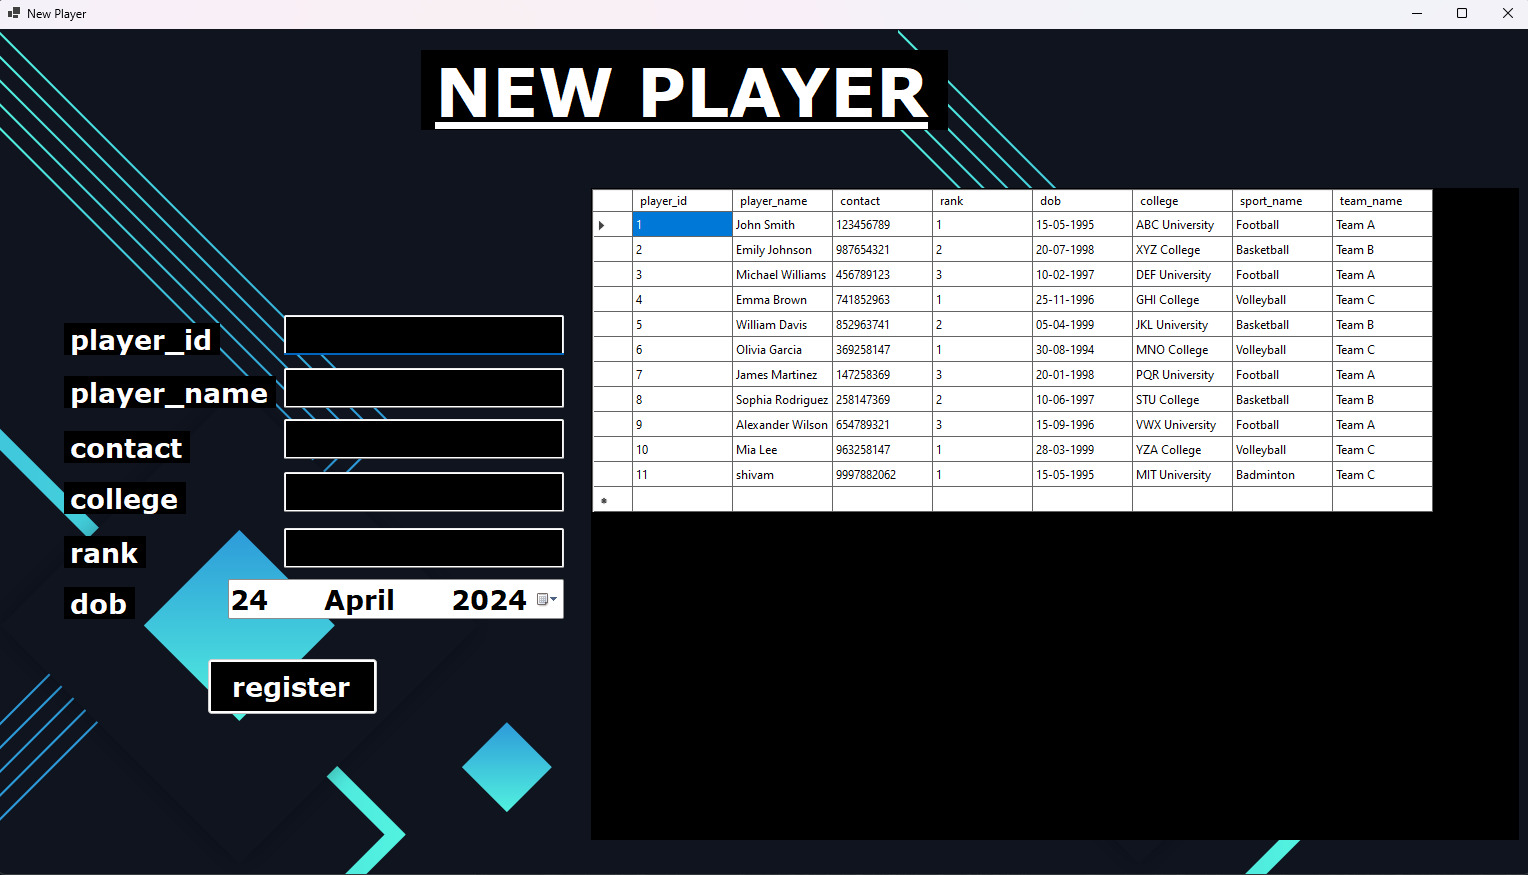 New Player
NEW PLAYER
player_id
player_name
contact
college
rank
dob
24 April 2024
register
player_id player_name contact rank dob college sport_name team_name
1 John Smith 123456789 1 15-05-1995 ABC University Football Team A
2 Emily Johnson 987654321 2 20-07-1998 XYZ College Basketball Team B
3 Michael Williams 456789123 3 10-02-1997 DEF University Football Team A
4 Emma Brown 741852963 1 25-11-1996 GHI College Volleyball Team C
5 William Davis 852963741 2 05-04-1999 JKL University Basketball Team B
6 Olivia Garcia 369258147 1 30-08-1994 MNO College Volleyball Team C
7 James Martinez 147258369 3 20-01-1998 PQR University Football Team A
8 Sophia Rodriguez 258147369 2 10-06-1997 STU College Basketball Team B
9 Alexander Wilson 654789321 3 15-09-1996 VWX University Football Team A
10 Mia Lee 963258147 1 28-03-1999 YZA College Volleyball Team C
11 shivam 9997882062 1 15-05-1995 MIT University Badminton Team C